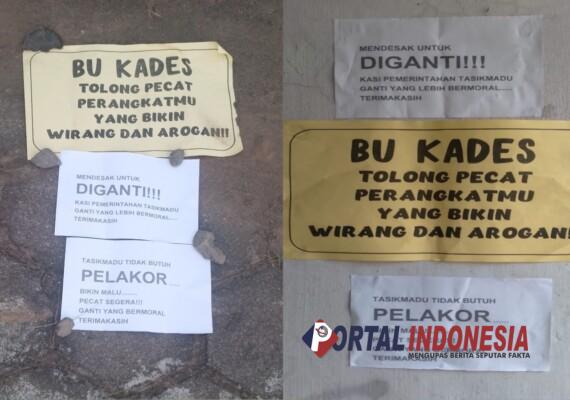 BU KADES
TOLONG PECAT
PERANGKATMU
YANG BIKIN
WIRANG DAN AROGAN!!
MENDESAK UNTUK
DIGANTI!!!
KASI PEMERINTAHAN TASIKMADU
GANTI YANG LEBIH BERMORAL....
TERIMAKASIH
TASIKMADU TIDAK BUTUH
PELAKOR.....
BIKIN MALU.......
PECAT SEGERA!!!
GANTI YANG BERMORAL
TERIMAKASIH
MENDESAK UNTUK
DIGANTI!!!
KASI PEMERINTAHAN TASIKMADU
GANTI YANG LEBIH BERMORAL.....
TERIMAKASIH
BU KADES
TOLONG PECAT
PERANGKATMU
YANG BIKIN
WIRANG DAN AROGAN!
TASIKMADU TIDAK BUTUH
PELAKOR.....
PORTAL INDONESIA
MENGUPAS BERITA SEPUTAR FAKTA
TERIMAKASIH